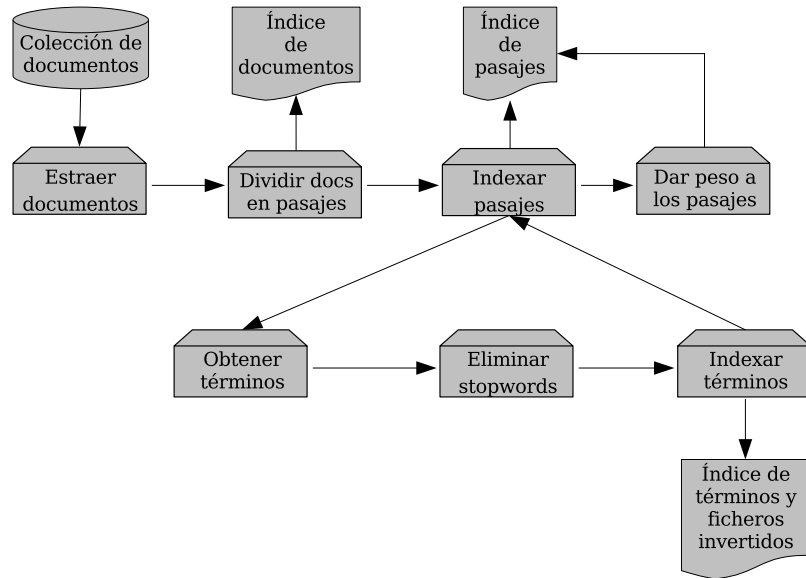 Colección de
documentos
Índice
de
documentos
Índice
de
pasajes
Estraer
documentos
Dividir docs
en pasajes
Indexar
pasajes
Dar peso a
los pasajes
Obtener
términos
Eliminar
stopwords
Indexar
términos
Índice de
términos y
ficheros
invertidos